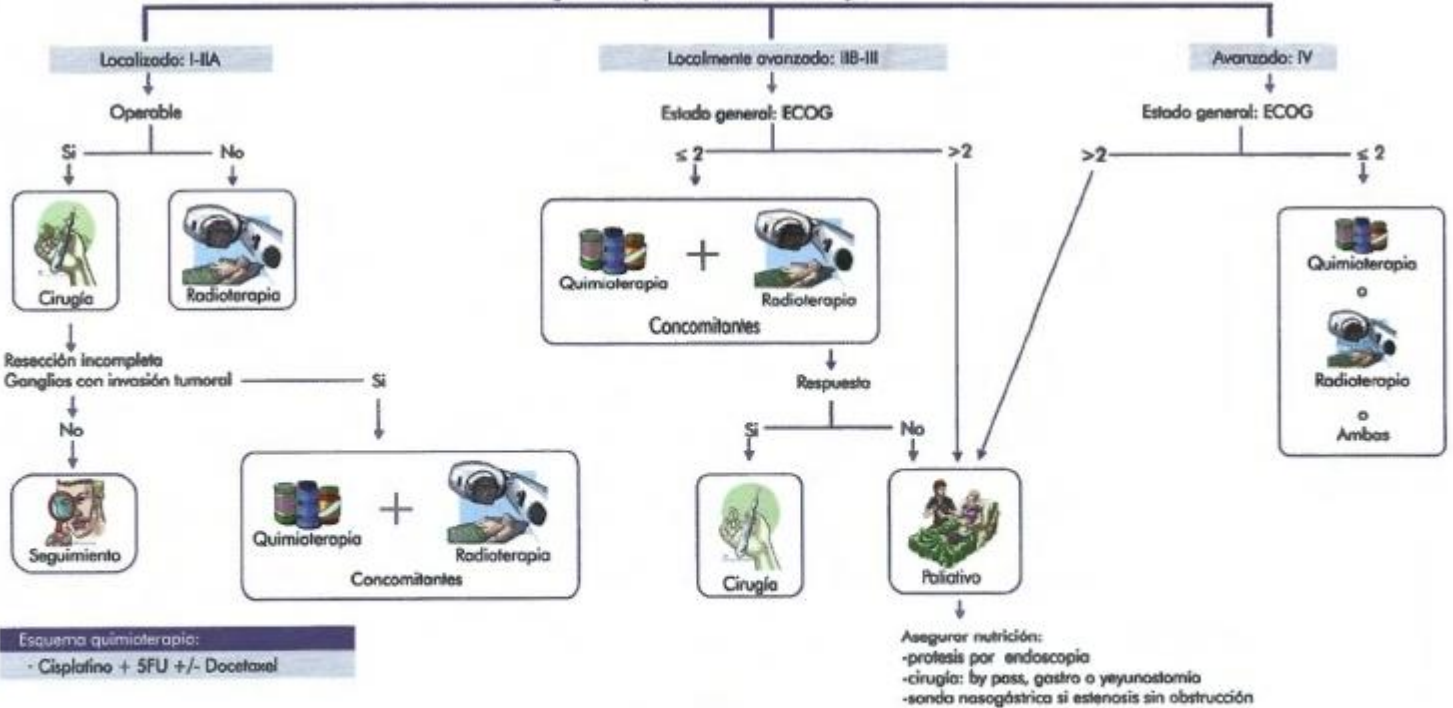 Localizado: I-IIA
Operable
Si
No
Cirugía
Radioterapia
Resección incompleta
Ganglios con invasión tumoral
Si
No
Seguimiento
Quimioterapia
+
Radioterapia
Concomitantes
Esquema quimioterapia:
· Cisplatino + 5FU +/- Docetaxel
Localmente avanzado: IIB-III
Estado general: ECOG
≤ 2
>2
Quimioterapia
+
Radioterapia
Concomitantes
Respuesta
Si
No
Cirugía
Paliativo
Asegurar nutrición:
-protesis por endoscopia
-cirugía: by pass, gastro o yeyunostomia
-sonda nasogástrica si estenosis sin obstrucción
Avanzado: IV
Estado general: ECOG
>2
≤ 2
Quimioterapia
o
Radioterapia
o
Ambas